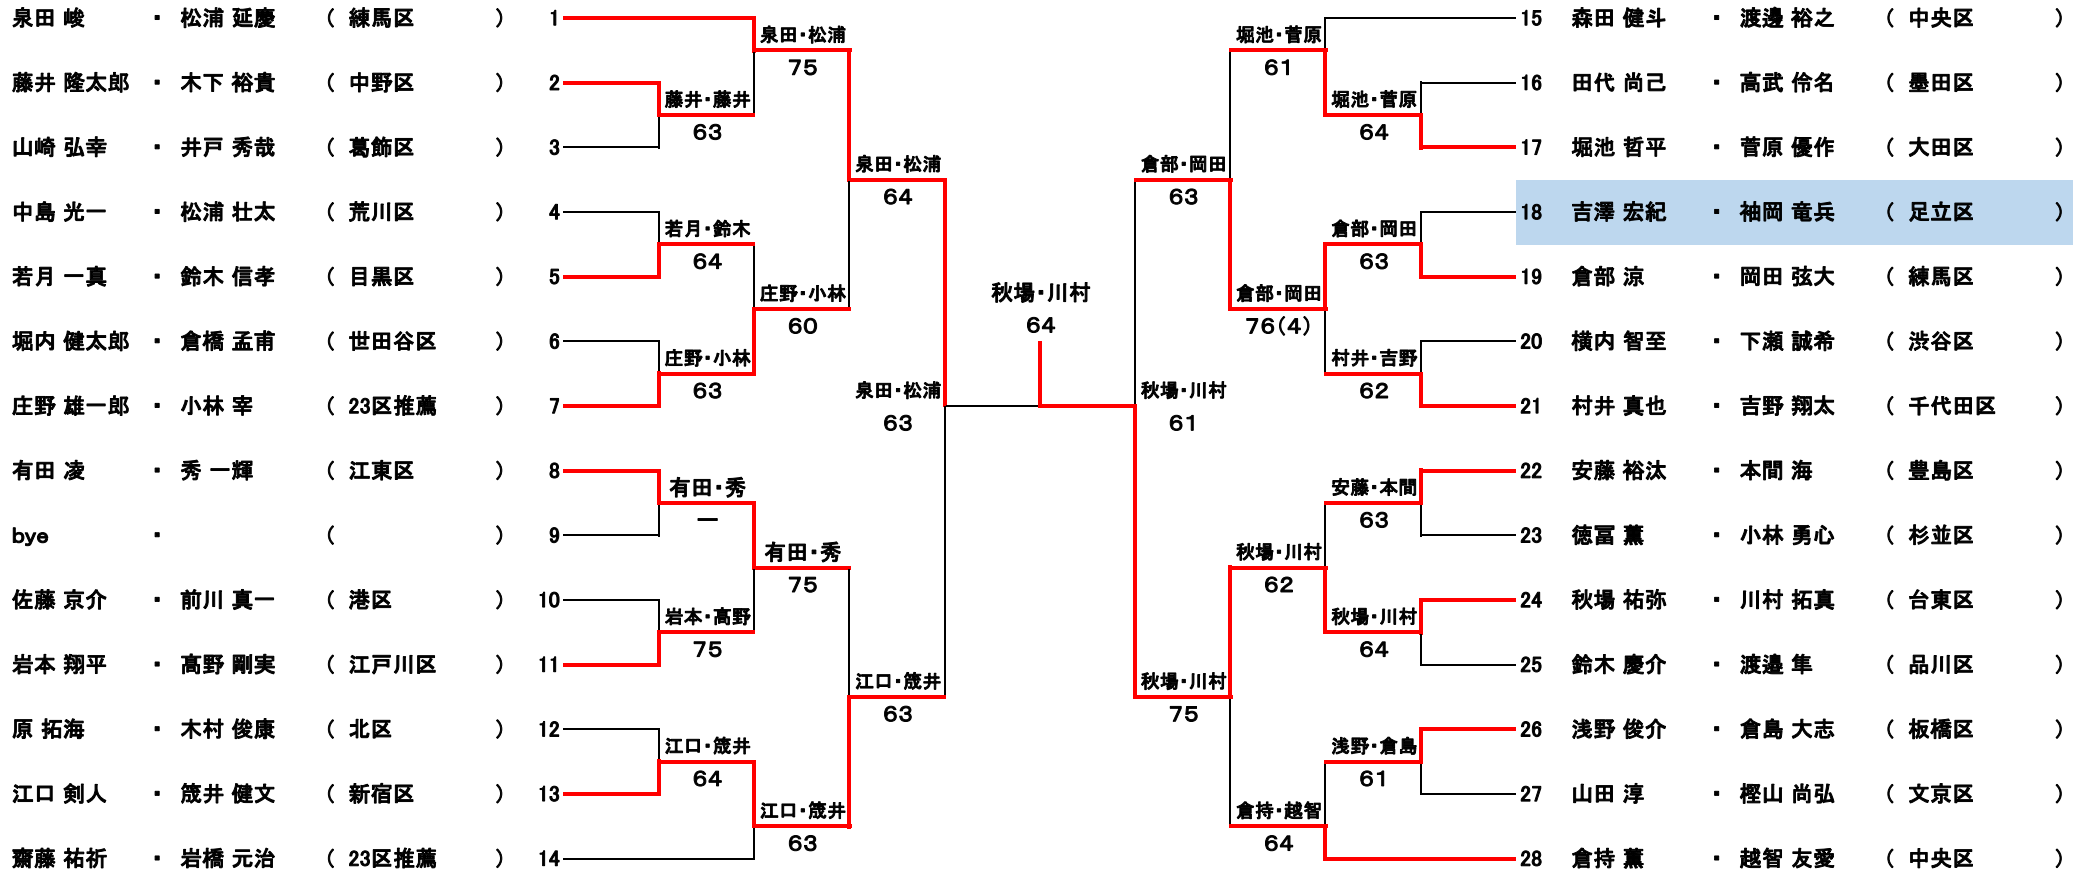 泉田 峻 ・ 松浦 延慶 ( 練馬区 ) 1
藤井 隆太郎 ・ 木下 裕貴 ( 中野区 ) 2
山崎 弘幸 ・ 井戸 秀哉 ( 葛飾区 ) 3
中島 光一 ・ 松浦 壮太 ( 荒川区 ) 4
若月 一真 ・ 鈴木 信孝 ( 目黒区 ) 5
堀内 健太郎 ・ 倉橋 孟甫 ( 世田谷区 ) 6
庄野 雄一郎 ・ 小林 宰 ( 23区推薦 ) 7
有田 凌 ・ 秀 一輝 ( 江東区 ) 8
bye ・ ( ) 9
佐藤 京介 ・ 前川 真一 ( 港区 ) 10
岩本 翔平 ・ 髙野 剛実 ( 江戸川区 ) 11
原 拓海 ・ 木村 俊康 ( 北区 ) 12
江口 剣人 ・ 筬井 健文 ( 新宿区 ) 13
齋藤 祐祈 ・ 岩橋 元治 ( 23区推薦 ) 14
藤井・藤井
63
若月・鈴木
64
庄野・小林
63
有田・秀
―
岩本・髙野
75
江口・筬井
64
泉田・松浦
75
庄野・小林
60
有田・秀
75
江口・筬井
63
泉田・松浦
64
江口・筬井
63
泉田・松浦
63
秋場・川村
64
秋場・川村
61
倉部・岡田
63
秋場・川村
75
堀池・菅原
61
倉部・岡田
76(4)
秋場・川村
62
倉持・越智
64
堀池・菅原
64
倉部・岡田
63
村井・吉野
62
安藤・本間
63
秋場・川村
64
浅野・倉島
61
15 森田 健斗 ・ 渡邊 裕之 ( 中央区 )
16 田代 尚己 ・ 高武 伶名 ( 墨田区 )
17 堀池 哲平 ・ 菅原 優作 ( 大田区 )
18 吉澤 宏紀 ・ 袖岡 竜兵 ( 足立区 )
19 倉部 涼 ・ 岡田 弦大 ( 練馬区 )
20 横内 智至 ・ 下瀬 誠希 ( 渋谷区 )
21 村井 真也 ・ 吉野 翔太 ( 千代田区 )
22 安藤 裕汰 ・ 本間 海 ( 豊島区 )
23 徳冨 薫 ・ 小林 勇心 ( 杉並区 )
24 秋場 祐弥 ・ 川村 拓真 ( 台東区 )
25 鈴木 慶介 ・ 渡邉 隼 ( 品川区 )
26 浅野 俊介 ・ 倉島 大志 ( 板橋区 )
27 山田 淳 ・ 樫山 尚弘 ( 文京区 )
28 倉持 薫 ・ 越智 友愛 ( 中央区 )